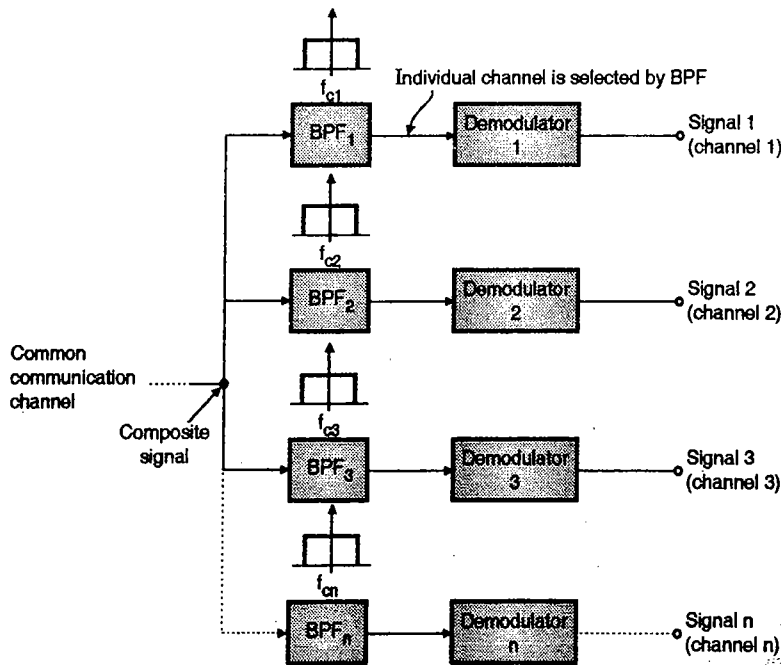 f_c1
Individual channel is selected by BPF
BPF_1
Demodulator
1
Signal 1
(channel 1)
f_c2
BPF_2
Demodulator
2
Signal 2
(channel 2)
Common
communication
channel
Composite
signal
f_c3
BPF_3
Demodulator
3
Signal 3
(channel 3)
f_cn
BPF_n
Demodulator
n
Signal n
(channel n)